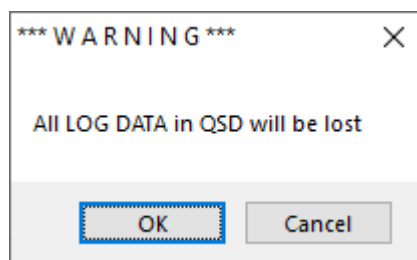 *** W A R N I N G ***
All LOG DATA in QSD will be lost
OK Cancel